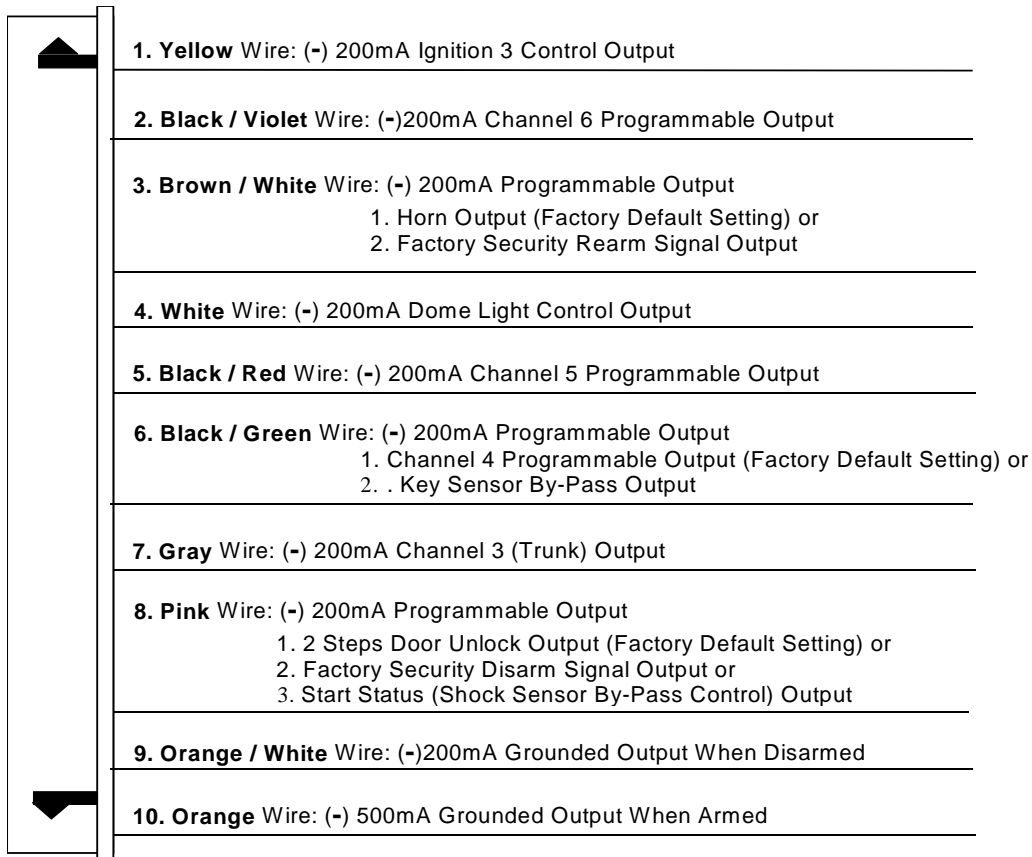 1. Yellow Wire: (-) 200mA Ignition 3 Control Output
2. Black / Violet Wire: (-)200mA Channel 6 Programmable Output
3. Brown / White Wire: (-) 200mA Programmable Output
1. Horn Output (Factory Default Setting) or
2. Factory Security Rearm Signal Output
4. White Wire: (-) 200mA Dome Light Control Output
5. Black / Red Wire: (-) 200mA Channel 5 Programmable Output
6. Black / Green Wire: (-) 200mA Programmable Output
1. Channel 4 Programmable Output (Factory Default Setting) or
2. . Key Sensor By-Pass Output
7. Gray Wire: (-) 200mA Channel 3 (Trunk) Output
8. Pink Wire: (-) 200mA Programmable Output
1. 2 Steps Door Unlock Output (Factory Default Setting) or
2. Factory Security Disarm Signal Output or
3. Start Status (Shock Sensor By-Pass Control) Output
9. Orange / White Wire: (-)200mA Grounded Output When Disarmed
10. Orange Wire: (-) 500mA Grounded Output When Armed